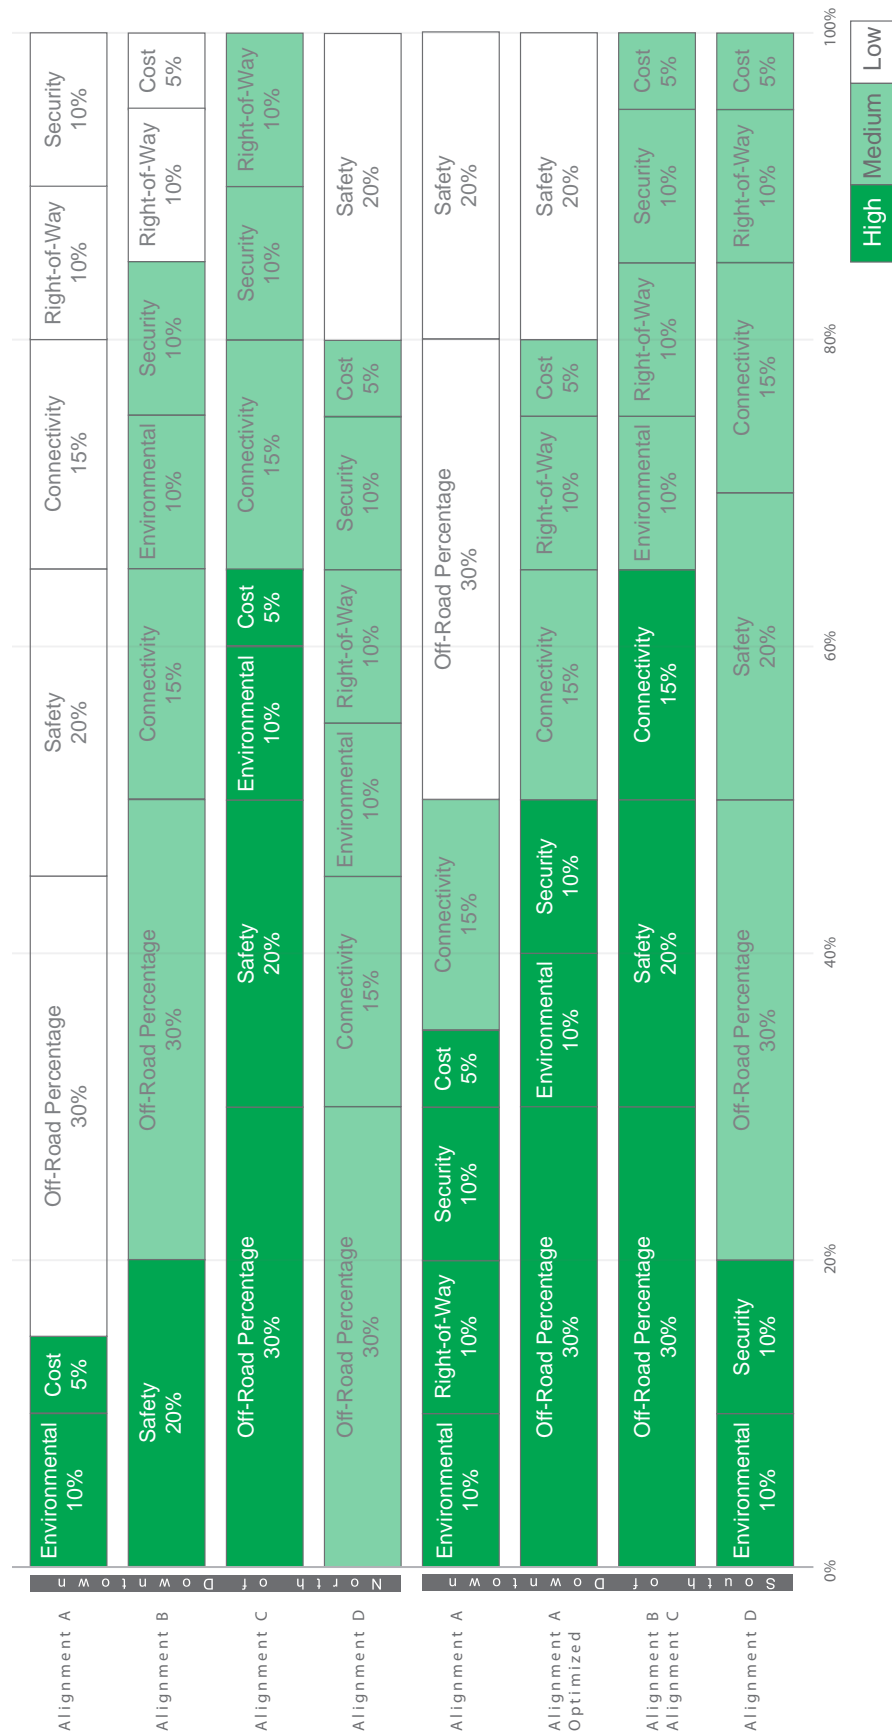 North of Downtown
Alignment A
Environmental
10%
Cost
5%
Off-Road Percentage
30%
Safety
20%
Connectivity
15%
Right-of-Way
10%
Security
10%
Alignment B
Safety
20%
Off-Road Percentage
30%
Connectivity
15%
Environmental
10%
Security
10%
Right-of-Way
10%
Cost
5%
Alignment C
Off-Road Percentage
30%
Safety
20%
Environmental
10%
Cost
5%
Connectivity
15%
Security
10%
Right-of-Way
10%
Alignment D
Off-Road Percentage
30%
Connectivity
15%
Environmental
10%
Right-of-Way
10%
Security
10%
Cost
5%
Safety
20%
South of Downtown
Alignment A
Environmental
10%
Right-of-Way
10%
Security
10%
Cost
5%
Connectivity
15%
Off-Road Percentage
30%
Safety
20%
Alignment A
Optimized
Off-Road Percentage
30%
Environmental
10%
Security
10%
Connectivity
15%
Right-of-Way
10%
Cost
5%
Safety
20%
Alignment B
Alignment C
Off-Road Percentage
30%
Safety
20%
Connectivity
15%
Environmental
10%
Right-of-Way
10%
Security
10%
Cost
5%
Alignment D
Environmental
10%
Security
10%
Off-Road Percentage
30%
Safety
20%
Connectivity
15%
Right-of-Way
10%
Cost
5%
0%
20%
40%
60%
80%
100%
High
Medium
Low